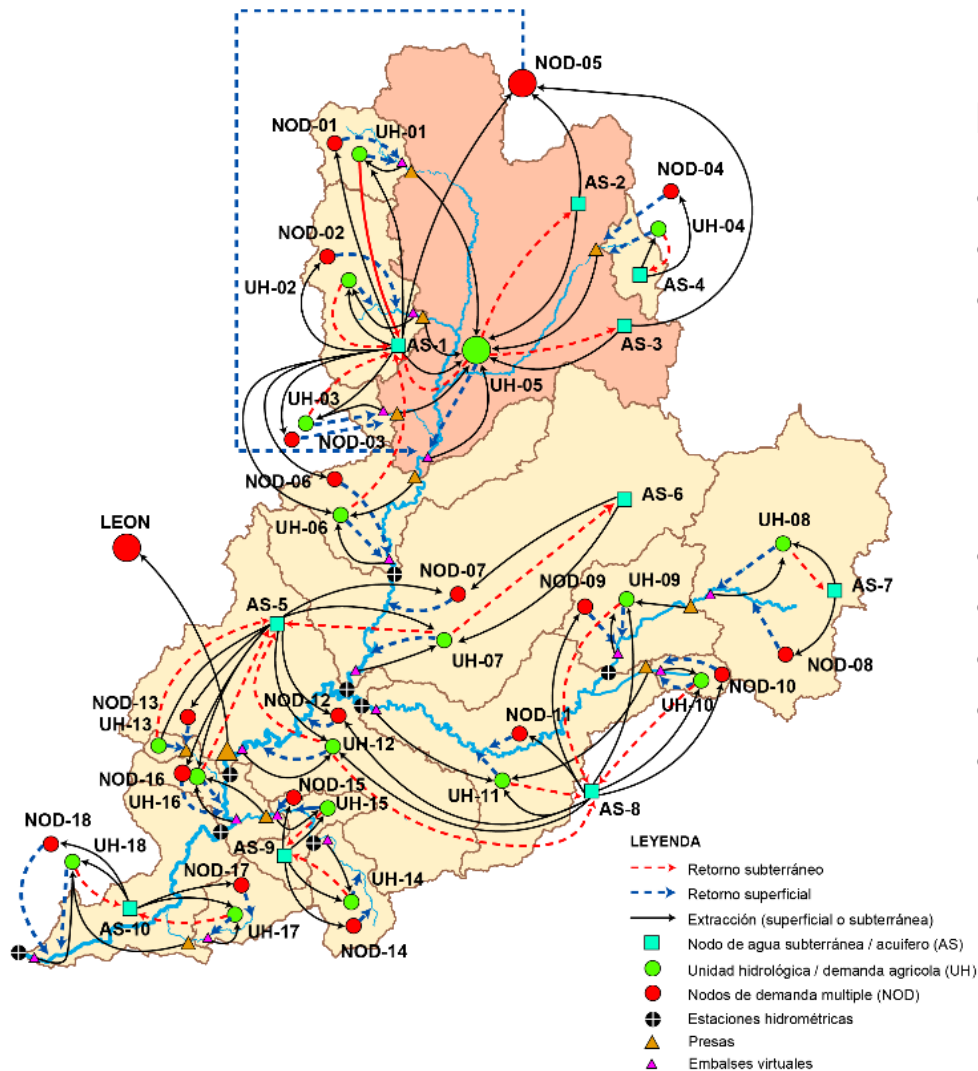 NOD-05
NOD-01
UH-01
AS-2
NOD-04
UH-04
NOD-02
UH-02
AS-4
AS-1
AS-3
UH-05
UH-03
NOD-03
NOD-06
AS-6
LEON
UH-06
UH-08
NOD-07
NOD-09
UH-09
AS-7
AS-5
UH-07
NOD-08
NOD-10
UH-10
NOD-13
NOD-12
NOD-11
UH-13
UH-12
NOD-16
NOD-15
UH-11
UH-16
UH-15
AS-8
NOD-18
UH-18
AS-9
NOD-17
UH-14
AS-10
UH-17
NOD-14
LEYENDA
Retorno subterráneo
Retorno superficial
Extracción (superficial o subterránea)
Nodo de agua subterránea / acuifero (AS)
Unidad hidrológica / demanda agricola (UH)
Nodos de demanda multiple (NOD)
Estaciones hidrométricas
Presas
Embalses virtuales